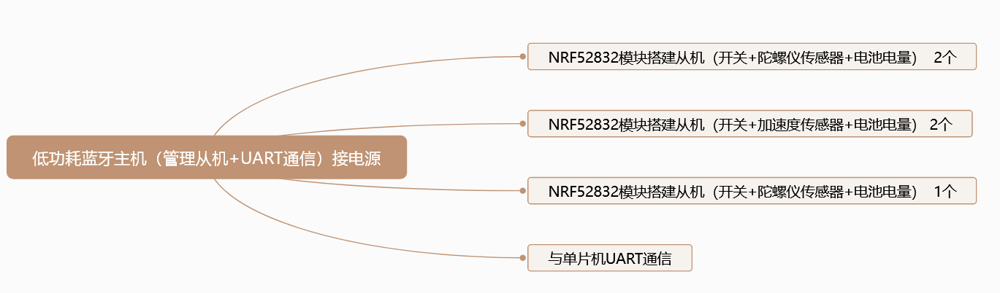 NRF52832模块搭建从机（开关+陀螺仪传感器+电池电量） 2个
NRF52832模块搭建从机（开关+加速度传感器+电池电量） 2个
低功耗蓝牙主机（管理从机+UART通信）接电源
NRF52832模块搭建从机（开关+陀螺仪传感器+电池电量） 1个
与单片机UART通信